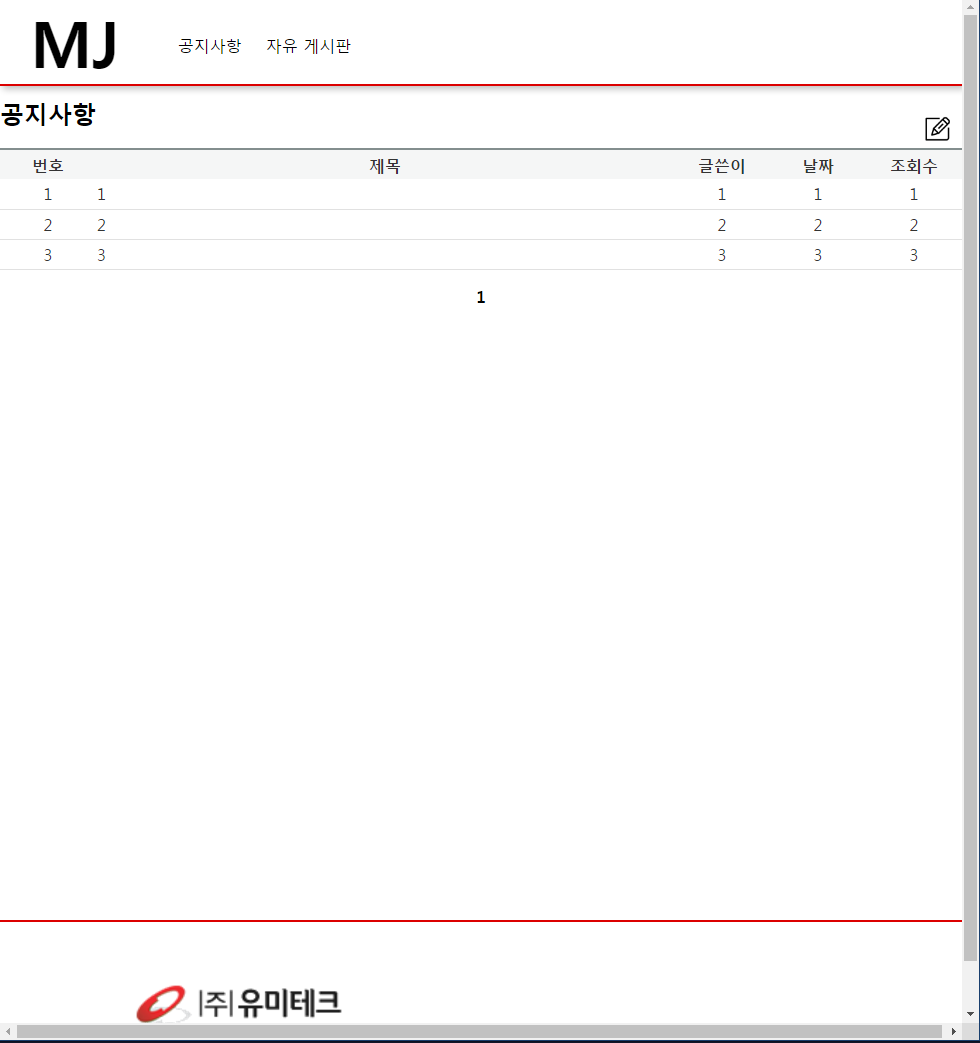 MJ 공지사항 자유 게시판
공지사항
번호 제목 글쓴이 날짜 조회수
1 1 1 1 1
2 2 2 2 2
3 3 3 3 3
1
|주|유미테크